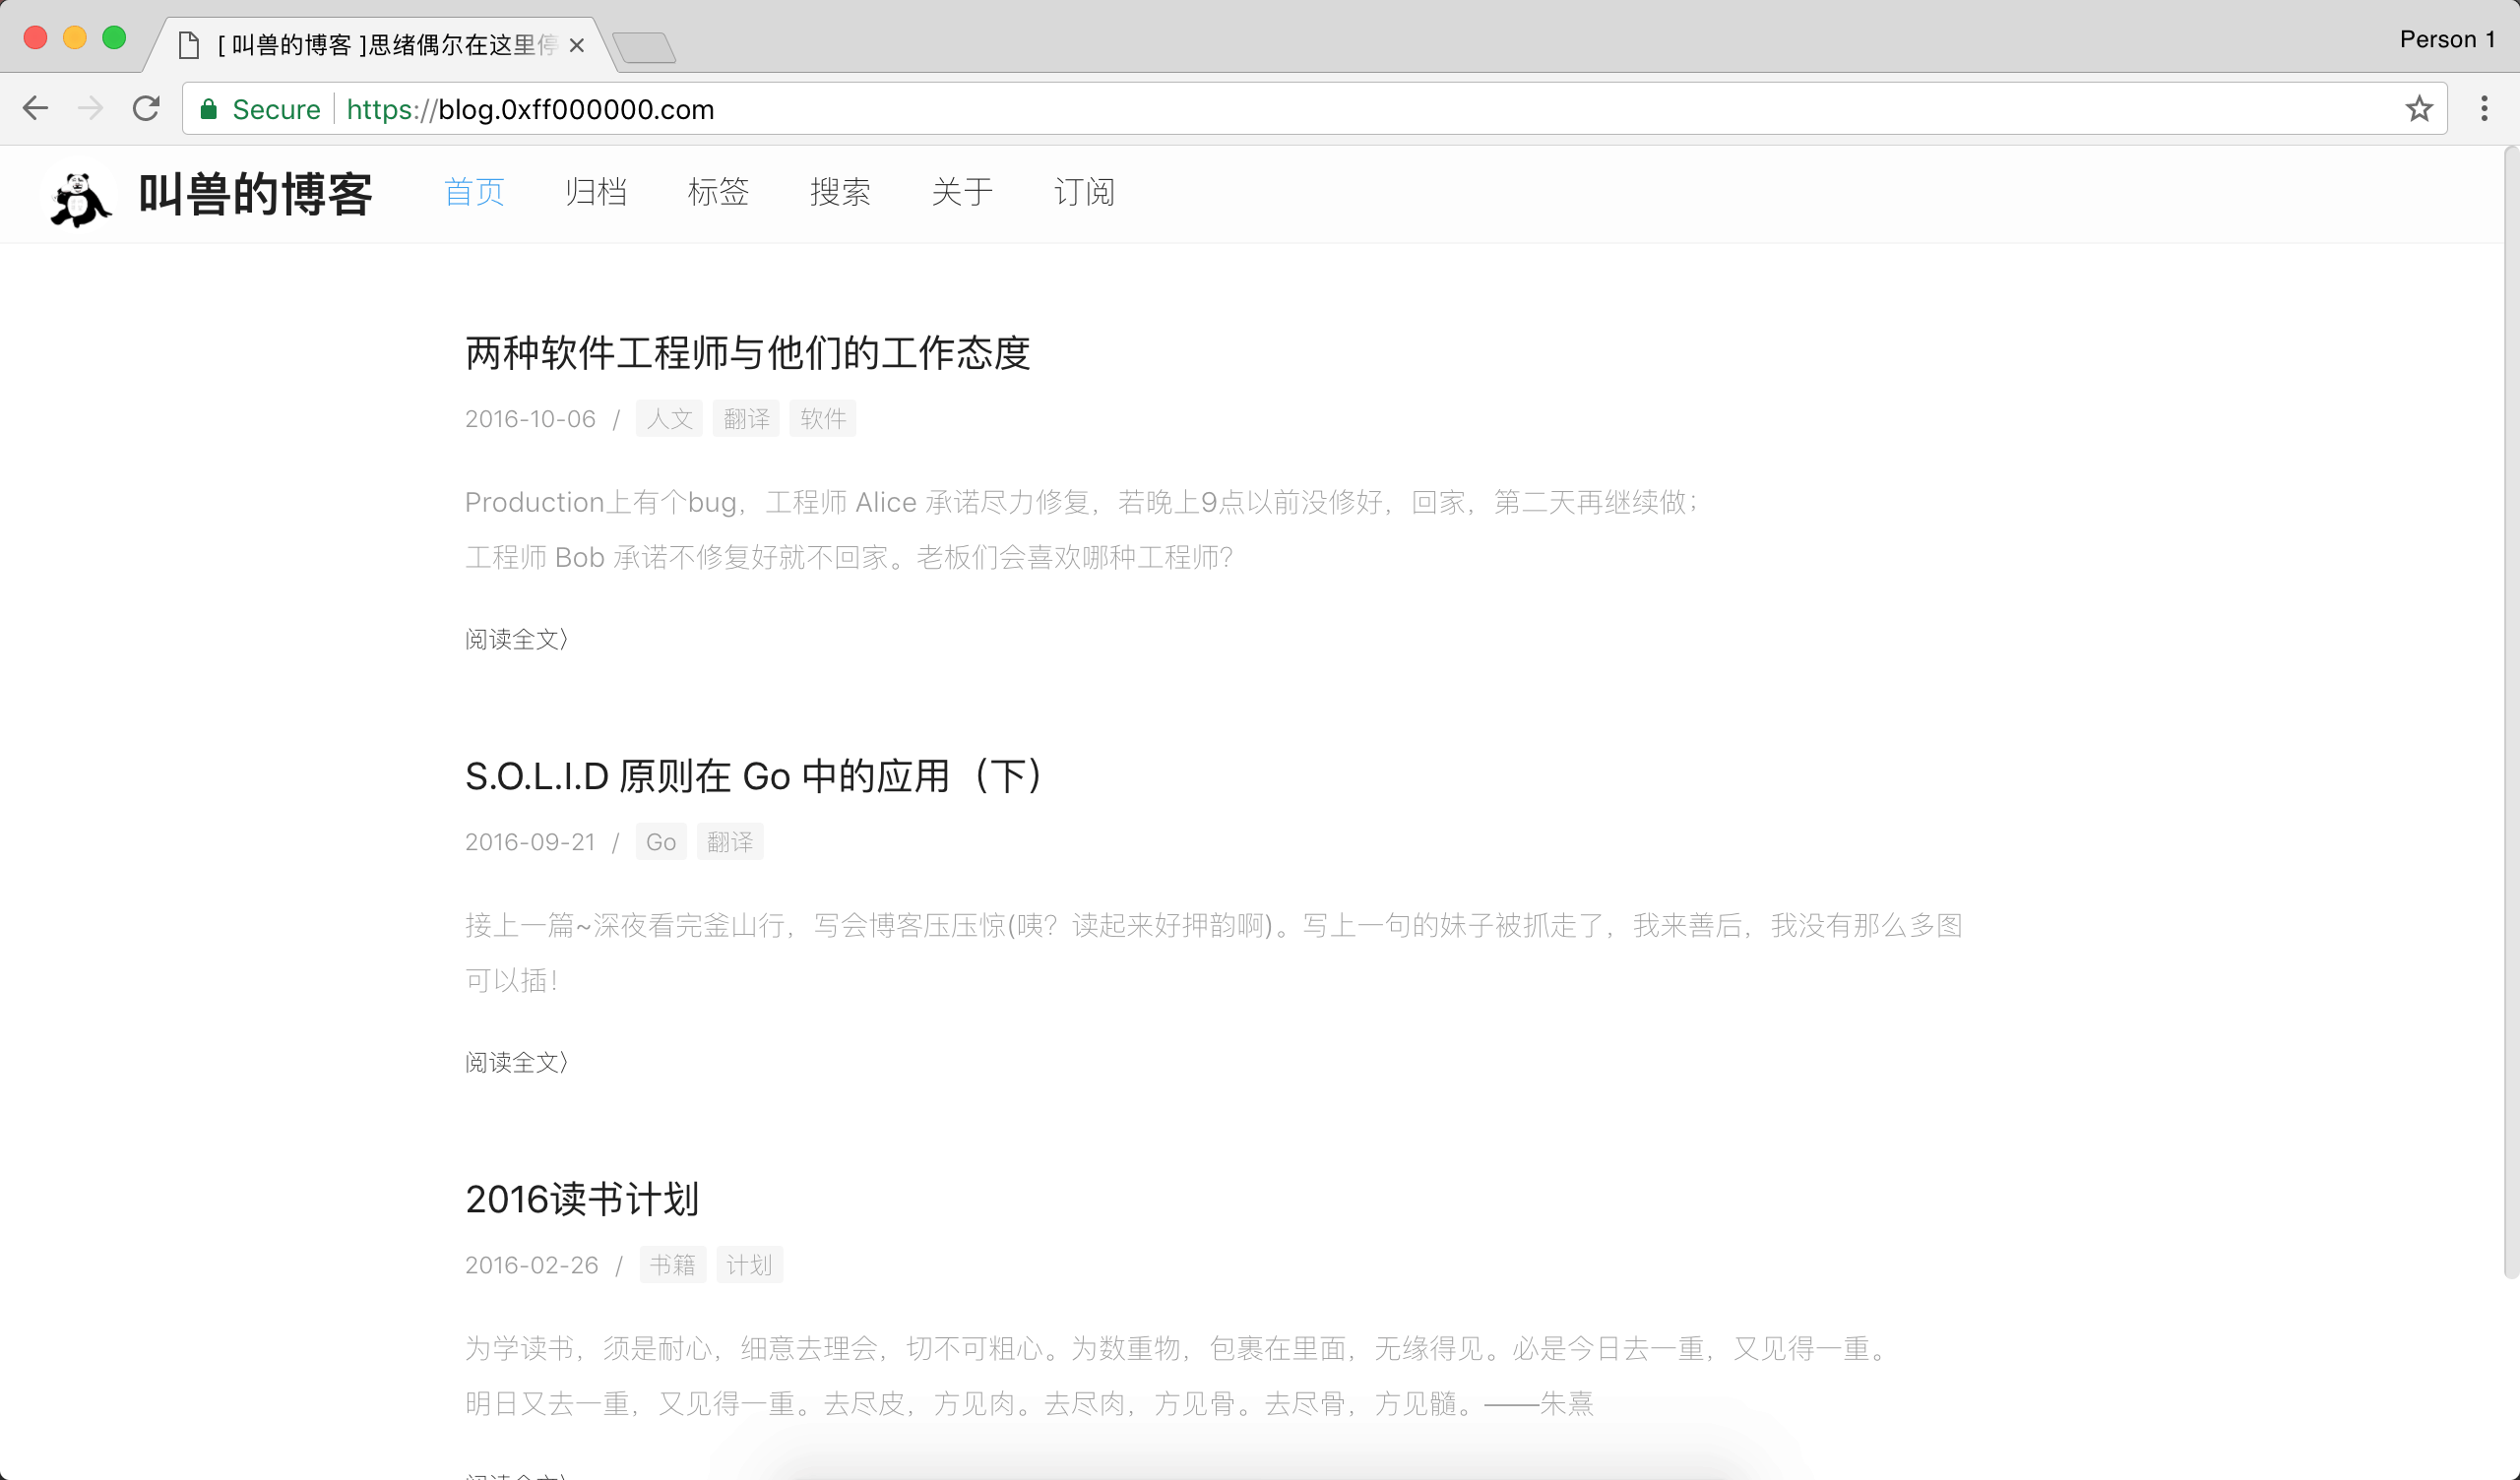 [ 叫兽的博客 ]思绪偶尔在这里停
Person 1
Secure https://blog.0xff000000.com
叫兽的博客 首页 归档 标签 搜索 关于 订阅
两种软件工程师与他们的工作态度
2016-10-06 / 人文 翻译 软件
Production上有个bug，工程师 Alice 承诺尽力修复，若晚上9点以前没修好，回家，第二天再继续做；
工程师 Bob 承诺不修复好就不回家。老板们会喜欢哪种工程师？
阅读全文〉
S.O.L.I.D 原则在 Go 中的应用（下）
2016-09-21 / Go 翻译
接上一篇~深夜看完釜山行，写会博客压压惊(咦？读起来好押韵啊)。写上一句的妹子被抓走了，我来善后，我没有那么多图
可以插！
阅读全文〉
2016读书计划
2016-02-26 / 书籍 计划
为学读书，须是耐心，细意去理会，切不可粗心。为数重物，包裹在里面，无缘得见。必是今日去一重，又见得一重。
明日又去一重，又见得一重。去尽皮，方见肉。去尽肉，方见骨。去尽骨，方见髓。——朱熹